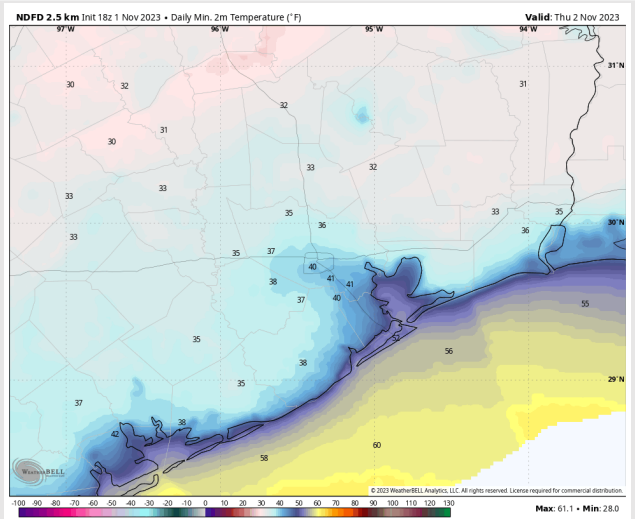 NDFD 2.5 km Init 18z 1 Nov 2023 • Daily Min. 2m Temperature (°F)
Valid: Thu 2 Nov 2023
97°W 96°W 95°W 94°W
31°N
30 32 31
32
31
30
33 32
33
33
35 33 35
30°N
36 36
33
35 37
40
41
38 41
37 40
55
52
35
56
38
29°N
35
37
38
42
60
58
WEATHERBELL
© 2023 WeatherBELL Analytics, LLC. All rights reserved. License required for commercial distribution.
-100 -90 -80 -70 -60 -50 -40 -30 -20 -10 0 10 20 30 40 50 60 70 80 90 100 110 120 130
Max: 61.1 • Min: 28.0